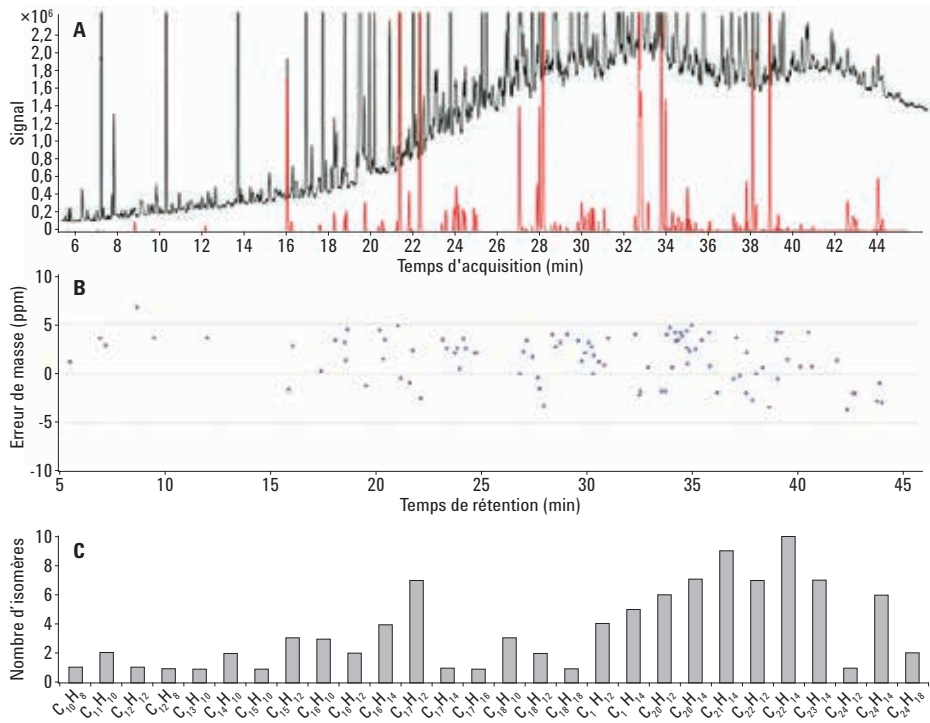 ×10⁶
A
2,2
2,0
1,8
1,6
1,4
1,2
1,0
0,8
0,6
0,4
0,2
0
Signal
6 8 10 12 14 16 18 20 22 24 26 28 30 32 34 36 38 40 42 44
Temps d'acquisition (min)
B
10
5
0
-5
-10
Erreur de masse (ppm)
5 10 15 20 25 30 35 40 45
Temps de rétention (min)
C
10
8
6
4
2
0
Nombre d'isomères
C₁₀H₈ C₁₁H₁₀ C₁₂H₁₂ C₁₂H₈ C₁₃H₁₀ C₁₄H₁₀ C₁₅H₁₀ C₁₅H₁₂ C₁₆H₁₀ C₁₆H₁₂ C₁₆H₁₄ C₁₇H₁₂ C₁₇H₁₄ C₁₇H₁₆ C₁₈H₁₀ C₁₈H₁₂ C₁₈H₁₈ C₁H₁₂ C₁H₁₄ C₂₀H₁₂ C₂₀H₁₄ C₂₁H₁₄ C₂₂H₁₂ C₂₂H₁₄ C₂₃H₁₄ C₂₄H₁₂ C₂₄H₁₄ C₂₄H₁₈